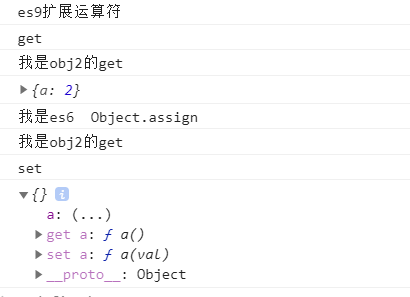 es9扩展运算符
get
我是obj2的get
▶{a: 2}
我是es6  Object.assign
我是obj2的get
set
▼{} i
a: (...)
▶get a: ƒ a()
▶set a: ƒ a(val)
▶__proto__: Object